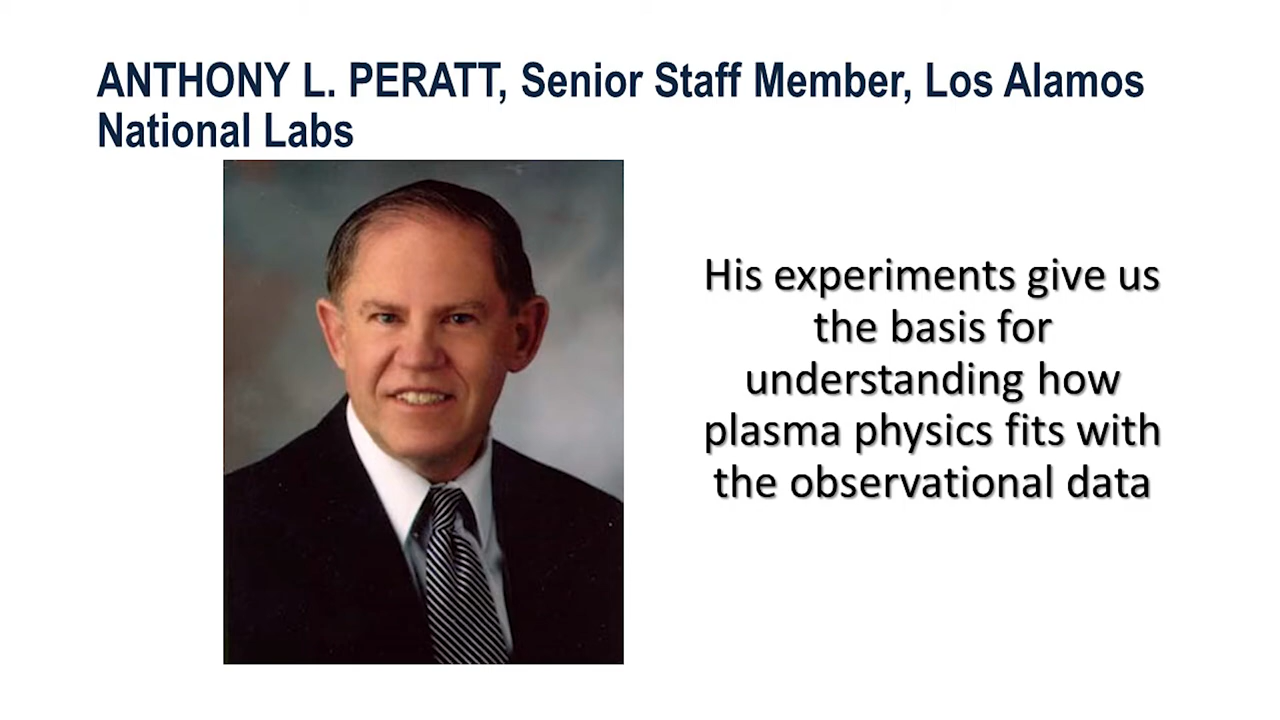 ANTHONY L. PERATT, Senior Staff Member, Los Alamos
National Labs
His experiments give us
the basis for
understanding how
plasma physics fits with
the observational data